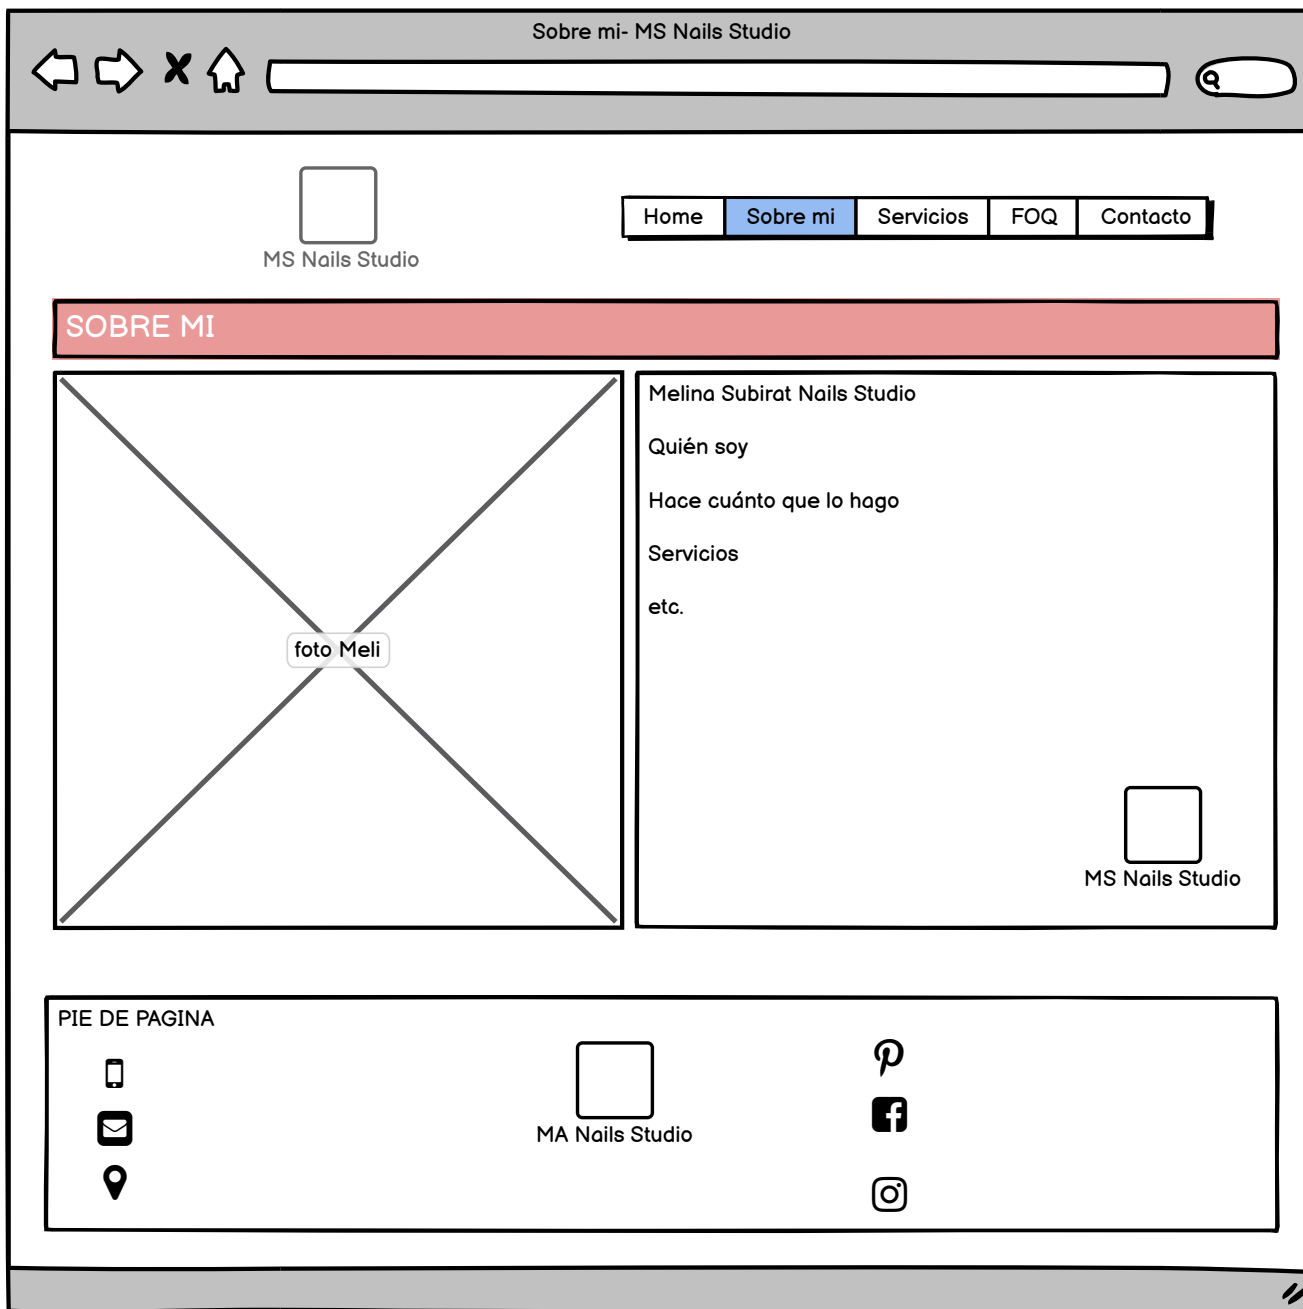 Sobre mi- MS Nails Studio
MS Nails Studio
Home Sobre mi Servicios FOQ Contacto
SOBRE MI
foto Meli
Melina Subirat Nails Studio
Quién soy
Hace cuánto que lo hago
Servicios
etc.
MS Nails Studio
PIE DE PAGINA
MA Nails Studio